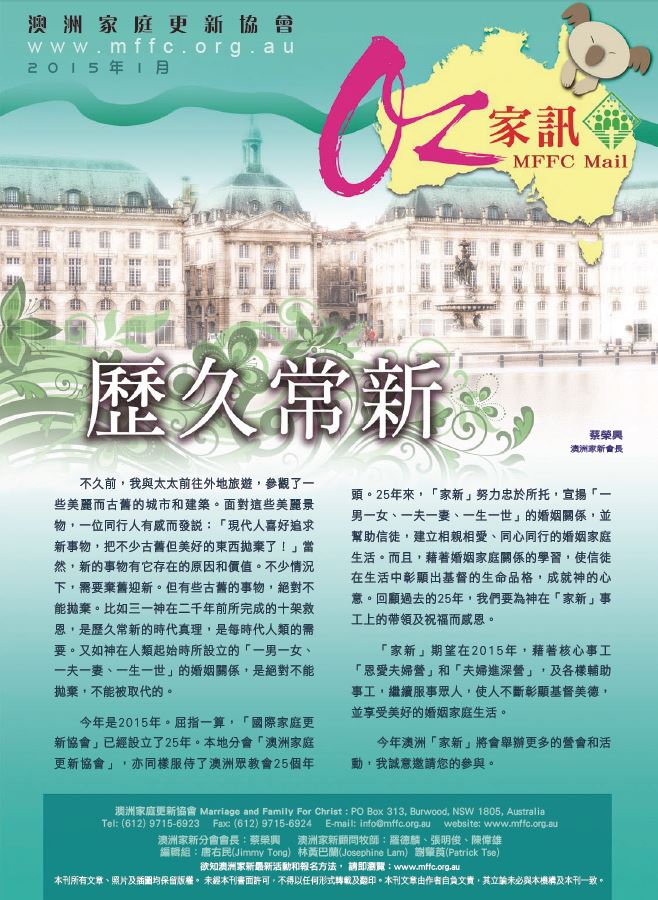 澳洲家庭更新協會
www.mffc.org.au
2015年1月
Oz
家訊
MFFC Mail
歷久常新
蔡榮興
澳洲家新會長
不久前，我與太太前往外地旅遊，參觀了一
些美麗而古舊的城市和建築。面對這些美麗景
物，一位同行人有感而發説：「現代人喜好追求
新事物，把不少古舊但美好的東西拋棄了！」當
然，新的事物有它存在的原因和價值。不少情況
下，需要棄舊迎新。但有些古舊的事物，絕對不
能拋棄。比如三一神在二千年前所完成的十架救
恩，是歷久常新的時代真理，是每時代人類的需
要。又如神在人類起始時所設立的「一男一女、
一夫一妻、一生一世」的婚姻關係，是絕對不能
拋棄，不能被取代的。
今年是2015年。屈指一算，「國際家庭更
新協會」已經設立了25年。本地分會「澳洲家庭
更新協會」，亦同樣服待了澳洲眾教會25個年
頭。25年來，「家新」努力忠於所托，宣揚「一
男一女、一夫一妻、一生一世」的婚姻關係，並
幫助信徒，建立相親相愛、同心同行的婚姻家庭
生活。而且，藉著婚姻家庭關係的學習，使信徒
在生活中彰顯出基督的生命品格，成就神的心
意。回顧過去的25年，我們要為神在「家新」事
工上的帶領及祝福而感恩。
「家新」期望在2015年，藉著核心事工
「恩愛夫婦營」和「夫婦進深營」，及各樣輔助
事工，繼續服事眾人，使人不斷彰顯基督美德，
並享受美好的婚姻家庭生活。
今年澳洲「家新」將會舉辦更多的營會和活
動，我誠意邀請您的參與。
澳洲家庭更新協會 Marriage and Family For Christ : PO Box 313, Burwood, NSW 1805, Australia
Tel: (612) 9715-6923 Fax: (612) 9715-6924 E-mail: info@mffc.org.au website: www.mffc.org.au
澳洲家新分會會長：蔡榮興 澳洲家新顧問牧師：羅德麟、張明俊、陳偉雄
編輯組：唐右民(Jimmy Tong) 林黃巴蘭(Josephine Lam) 謝肇英(Patrick Tse)
欲知澳洲家新最新活動和報名方法，請即瀏覽：www.mffc.org.au
本刊所有文章、照片及插圖均保留版權。 未經本刊書面許可，不得以任何形式轉載及翻印。本刊文章由作者自負文責，其立論未必與本機構及本刊一致。